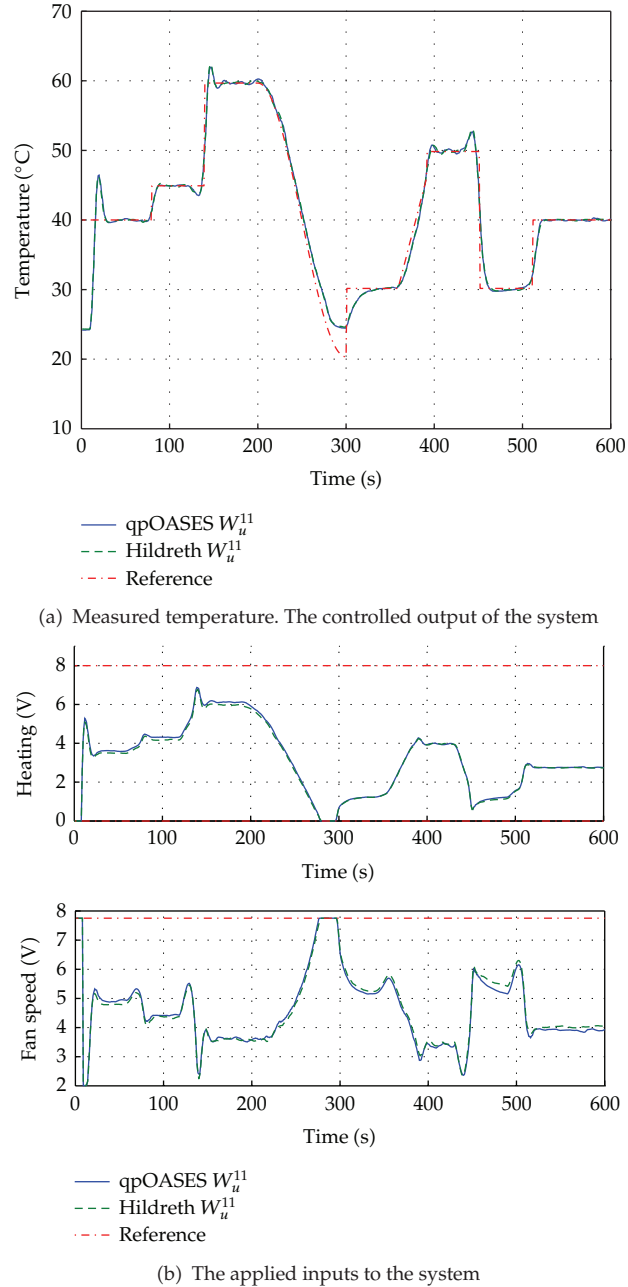 70
60
50
40
30
20
10
Temperature (°C)
0 100 200 300 400 500 600
Time (s)
qpOASES W_u^11
Hildreth W_u^11
Reference
(a) Measured temperature. The controlled output of the system
8
6
4
2
0
Heating (V)
0 100 200 300 400 500 600
Time (s)
8
7
6
5
4
3
2
Fan speed (V)
0 100 200 300 400 500 600
Time (s)
qpOASES W_u^11
Hildreth W_u^11
Reference
(b) The applied inputs to the system